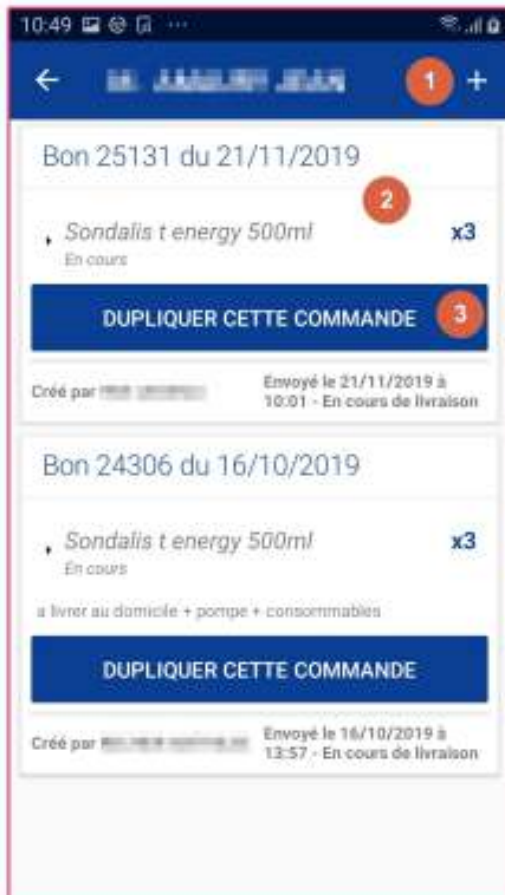 10:49
1 +
Bon 25131 du 21/11/2019
2
Sondalis t energy 500ml x3
En cours
DUPLIQUER CETTE COMMANDE 3
Créé par
Envoyé le 21/11/2019 à
10:01 - En cours de livraison
Bon 24306 du 16/10/2019
Sondalis t energy 500ml x3
En cours
a livrer au domicile + pompe + consommables
DUPLIQUER CETTE COMMANDE
Créé par
Envoyé le 16/10/2019 à
13:57 - En cours de livraison